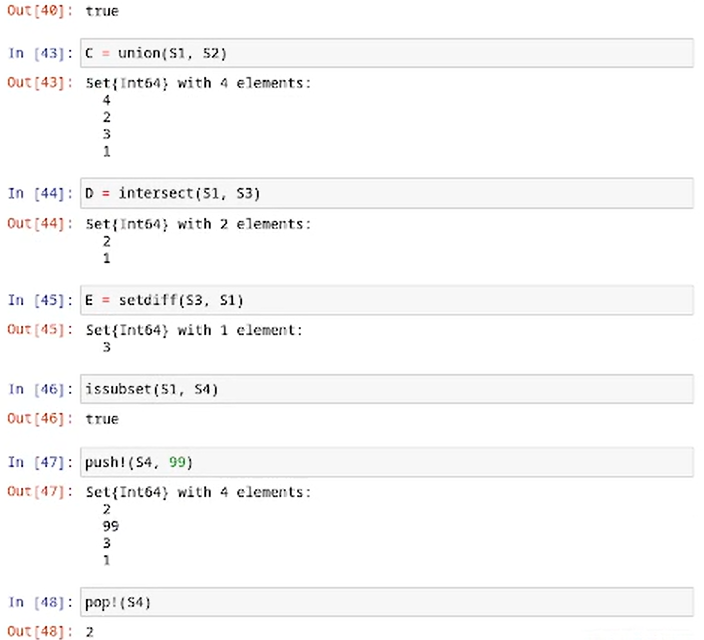 Out[40]: true
In [43]: C = union(S1, S2)
Out[43]: Set{Int64} with 4 elements:
4
2
3
1
In [44]: D = intersect(S1, S3)
Out[44]: Set{Int64} with 2 elements:
2
1
In [45]: E = setdiff(S3, S1)
Out[45]: Set{Int64} with 1 element:
3
In [46]: issubset(S1, S4)
Out[46]: true
In [47]: push!(S4, 99)
Out[47]: Set{Int64} with 4 elements:
2
99
3
1
In [48]: pop!(S4)
Out[48]: 2